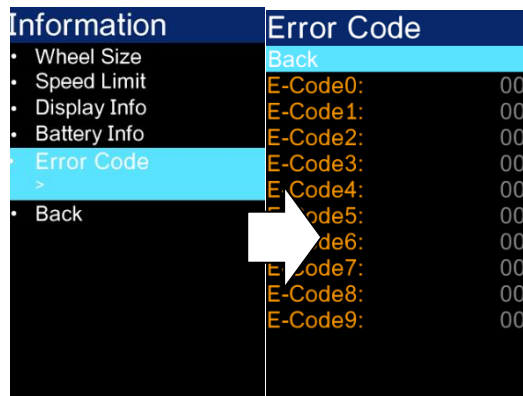 Information
• Wheel Size
• Speed Limit
• Display Info
• Battery Info
• Error Code
>
• Back
Error Code
Back
E-Code0: 00
E-Code1: 00
E-Code2: 00
E-Code3: 00
E-Code4: 00
E-Code5: 00
E-Code6: 00
E-Code7: 00
E-Code8: 00
E-Code9: 00